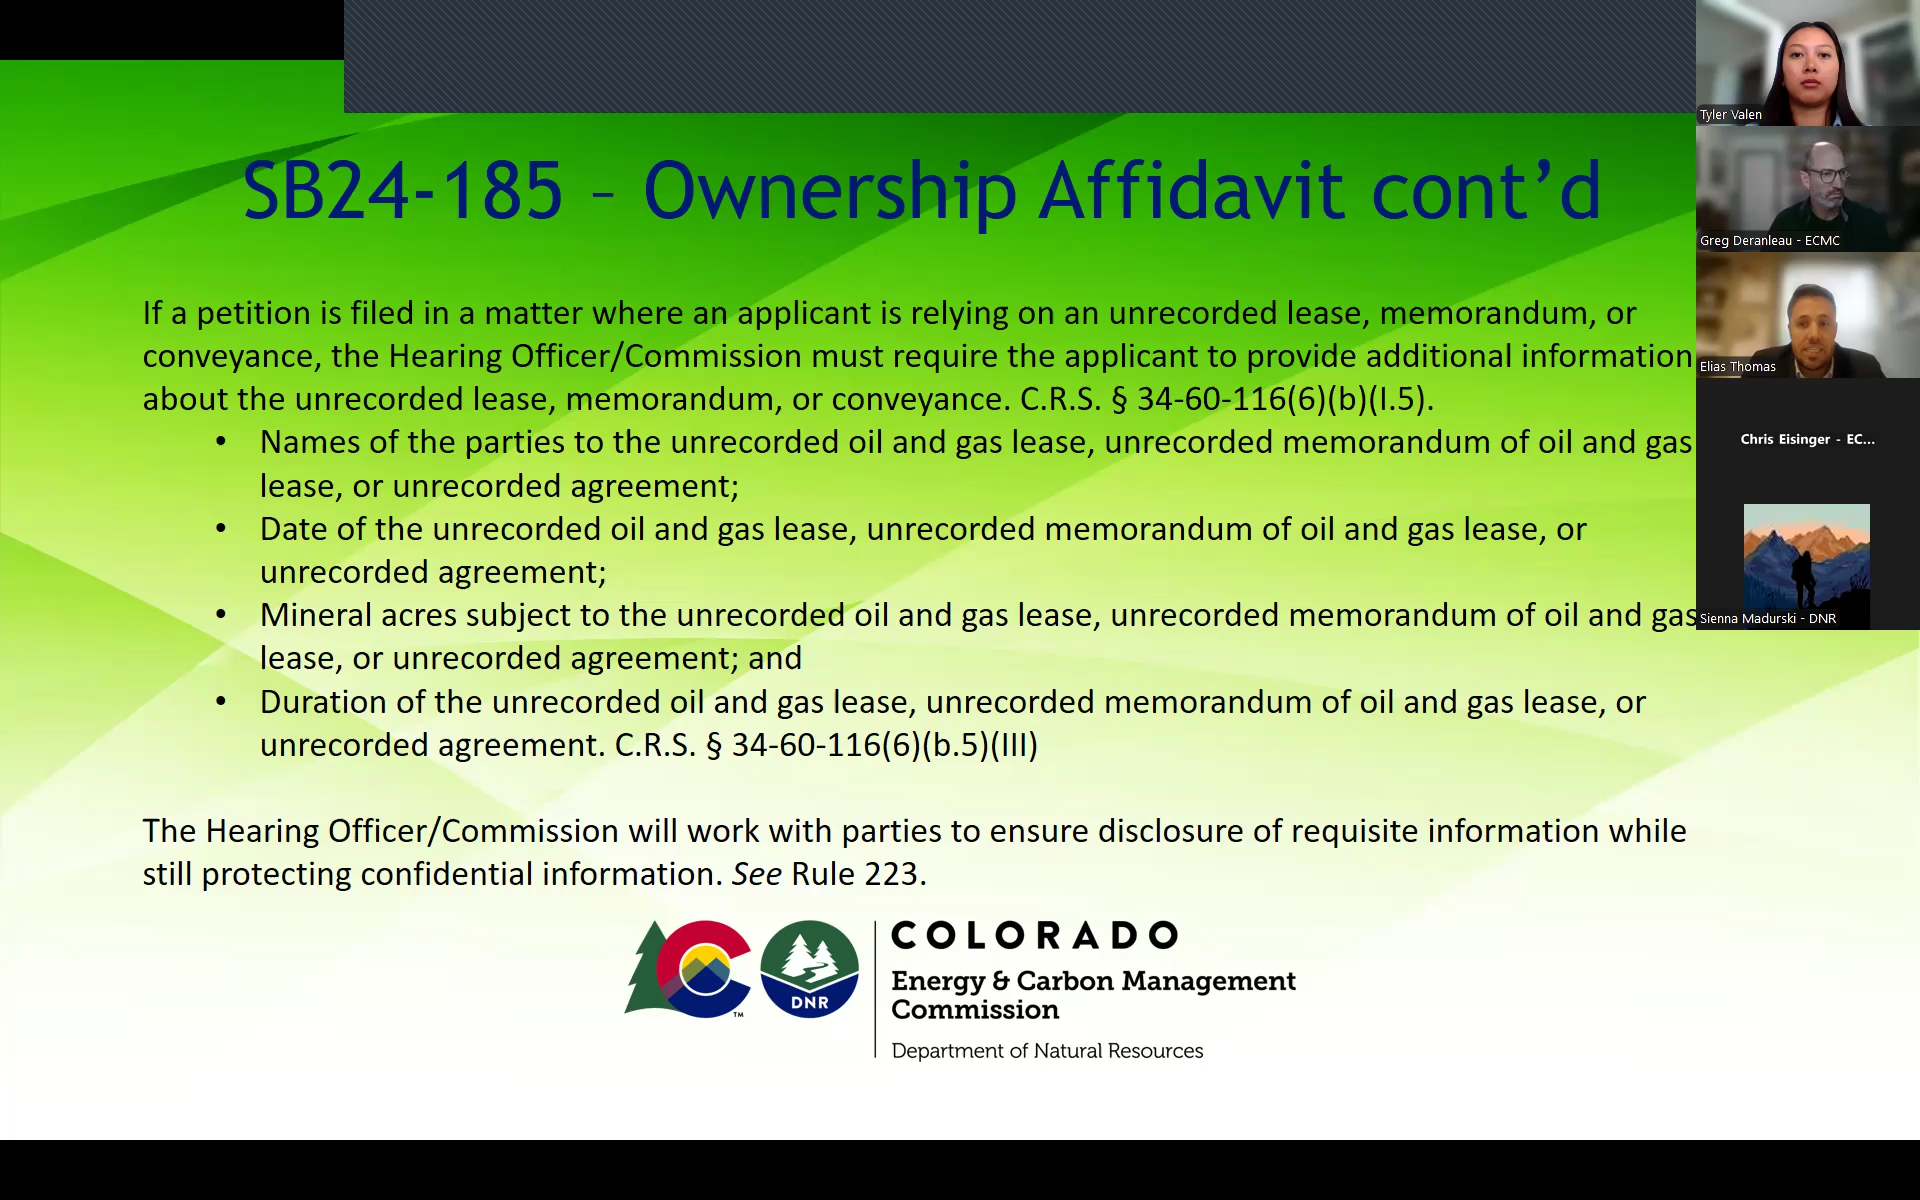 SB24-185 – Ownership Affidavit cont’d
If a petition is filed in a matter where an applicant is relying on an unrecorded lease, memorandum, or
conveyance, the Hearing Officer/Commission must require the applicant to provide additional information
about the unrecorded lease, memorandum, or conveyance. C.R.S. § 34-60-116(6)(b)(I.5).
• Names of the parties to the unrecorded oil and gas lease, unrecorded memorandum of oil and gas
lease, or unrecorded agreement;
• Date of the unrecorded oil and gas lease, unrecorded memorandum of oil and gas lease, or
unrecorded agreement;
• Mineral acres subject to the unrecorded oil and gas lease, unrecorded memorandum of oil and gas
lease, or unrecorded agreement; and
• Duration of the unrecorded oil and gas lease, unrecorded memorandum of oil and gas lease, or
unrecorded agreement. C.R.S. § 34-60-116(6)(b.5)(III)
The Hearing Officer/Commission will work with parties to ensure disclosure of requisite information while
still protecting confidential information. See Rule 223.
TM
DNR
COLORADO
Energy & Carbon Management
Commission
Department of Natural Resources
Tyler Valen
Greg Deranleau - ECMC
Elias Thomas
Chris Eisinger - EC...
Sienna Madurski - DNR